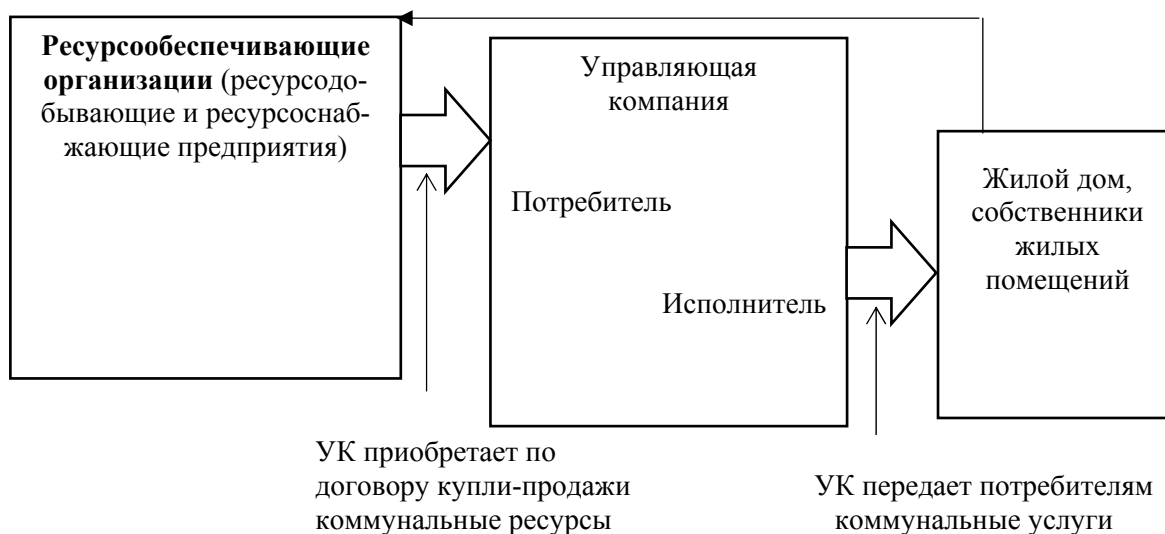 Ресурсообеспечивающие
организации (ресурсодо-
бывающие и ресурсоснаб-
жающие предприятия)
Управляющая
компания
Потребитель
Исполнитель
Жилой дом,
собственники
жилых
помещений
УК приобретает по
договору купли-продажи
коммунальные ресурсы
УК передает потребителям
коммунальные услуги